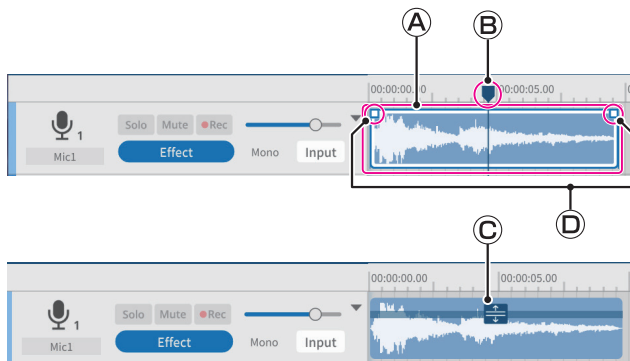 A B
00:00:00.00 00:00:05.00
1 Solo Mute Rec
Mic1 Effect Mono Input
D
C
00:00:00.00 00:00:05.00
1 Solo Mute Rec
Mic1 Effect Mono Input